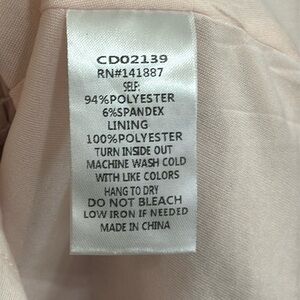 CD02139
RN#141887
SELF:
94%POLYESTER
6%SPANDEX
LINING
100%POLYESTER
TURN INSIDE OUT
MACHINE WASH COLD
WITH LIKE COLORS
HANG TO DRY
DO NOT BLEACH
LOW IRON IF NEEDED
MADE IN CHINA